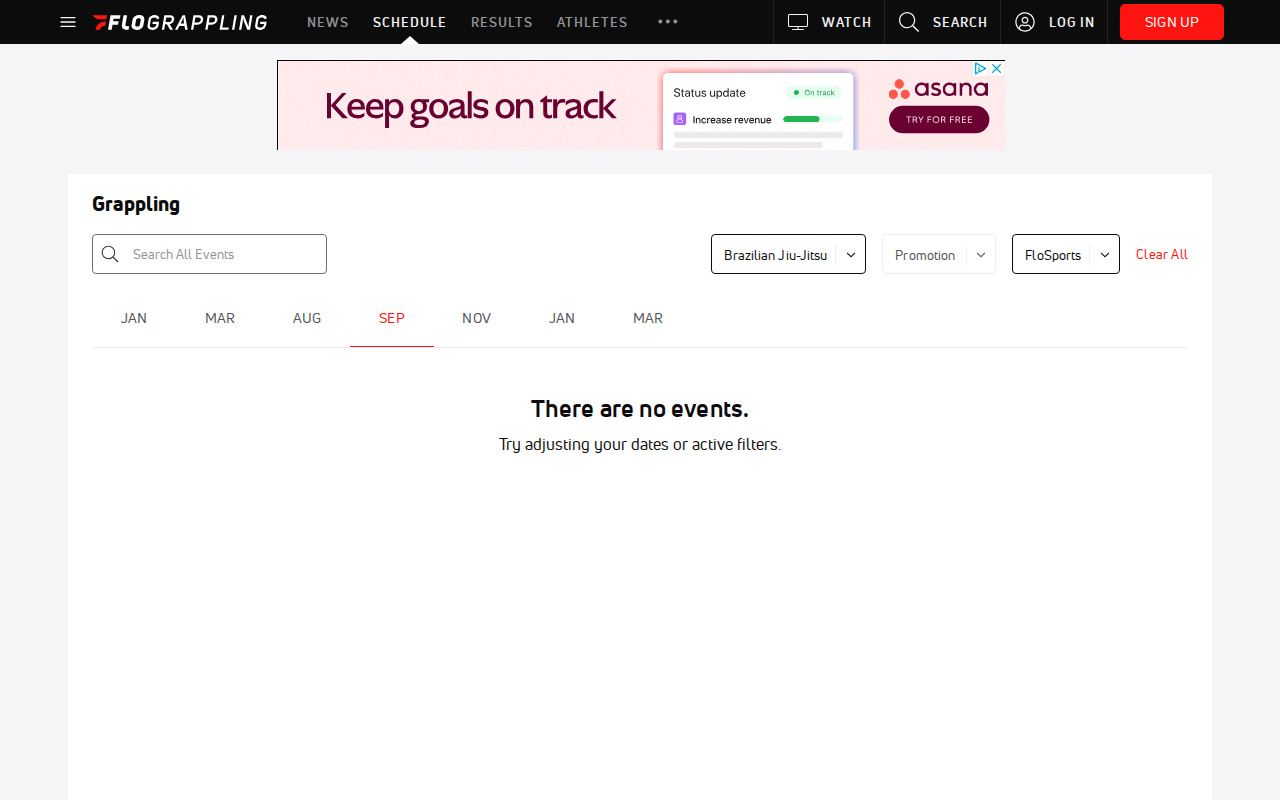 FLOGRAPPLING
NEWS
SCHEDULE
RESULTS
ATHLETES
WATCH
SEARCH
LOG IN
SIGN UP
Keep goals on track
Status update
On track
Increase revenue
asana
TRY FOR FREE
Grappling
Search All Events
Brazilian Jiu-Jitsu
Promotion
FloSports
Clear All
JAN
MAR
AUG
SEP
NOV
JAN
MAR
There are no events.
Try adjusting your dates or active filters.